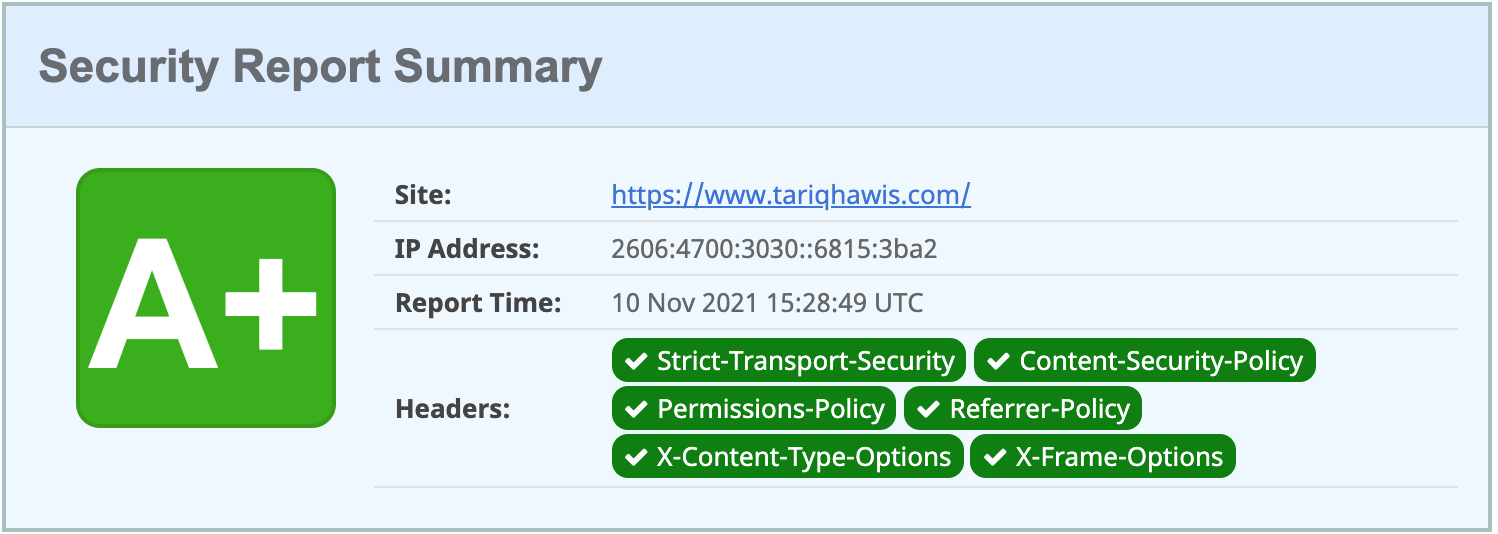 Security Report Summary
A+
Site: https://www.tariqhawis.com/
IP Address: 2606:4700:3030::6815:3ba2
Report Time: 10 Nov 2021 15:28:49 UTC
Headers: ✔ Strict-Transport-Security ✔ Content-Security-Policy
✔ Permissions-Policy ✔ Referrer-Policy
✔ X-Content-Type-Options ✔ X-Frame-Options